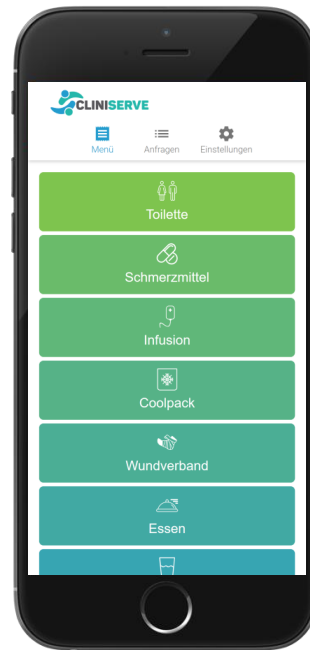 CLINISERVE
Menü Anfragen Einstellungen
Toilette
Schmerzmittel
Infusion
Coolpack
Wundverband
Essen